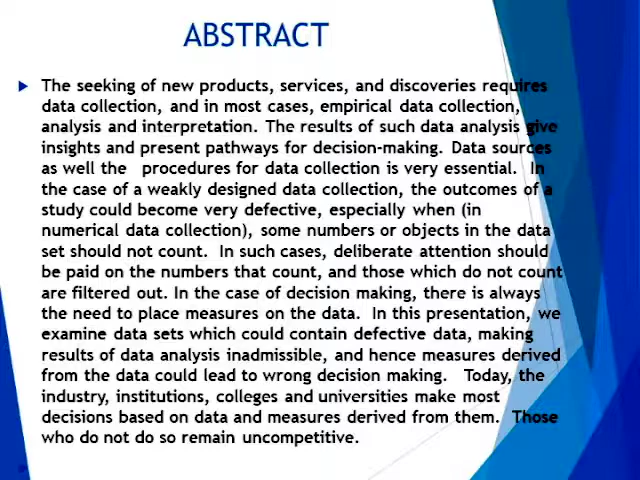 ABSTRACT
The seeking of new products, services, and discoveries requires
data collection, and in most cases, empirical data collection,
analysis and interpretation. The results of such data analysis give
insights and present pathways for decision-making. Data sources
as well the procedures for data collection is very essential. In
the case of a weakly designed data collection, the outcomes of a
study could become very defective, especially when (in
numerical data collection), some numbers or objects in the data
set should not count. In such cases, deliberate attention should
be paid on the numbers that count, and those which do not count
are filtered out. In the case of decision making, there is always
the need to place measures on the data. In this presentation, we
examine data sets which could contain defective data, making
results of data analysis inadmissible, and hence measures derived
from the data could lead to wrong decision making. Today, the
industry, institutions, colleges and universities make most
decisions based on data and measures derived from them. Those
who do not do so remain uncompetitive.